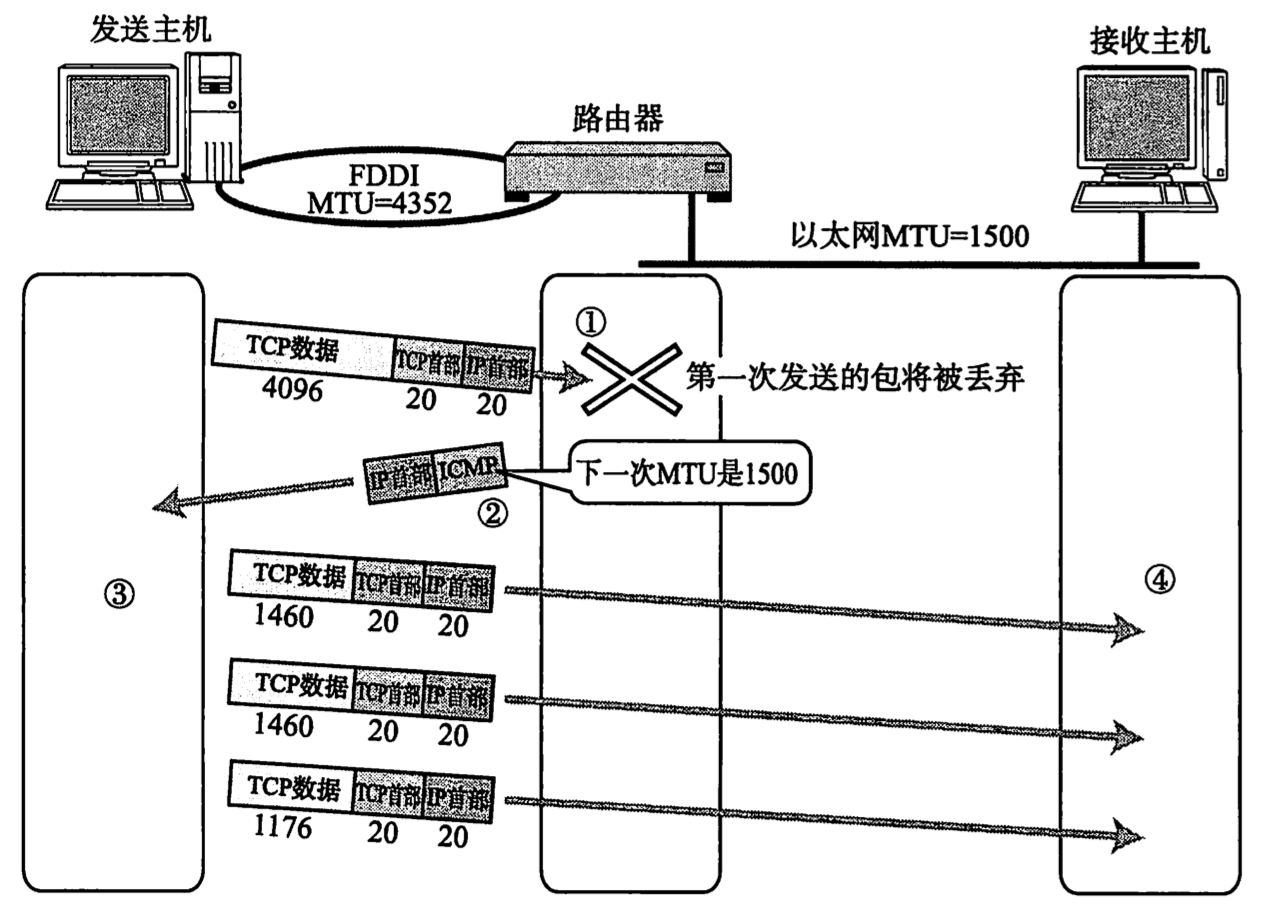 发送主机
接收主机
路由器
FDDI
MTU=4352
以太网MTU=1500
①
TCP数据 TCP首部 IP首部
4096 20 20
第一次发送的包将被丢弃
IP首部 ICMP
下一次MTU是1500
②
③
④
TCP数据 TCP首部 IP首部
1460 20 20
TCP数据 TCP首部 IP首部
1460 20 20
TCP数据 TCP首部 IP首部
1176 20 20